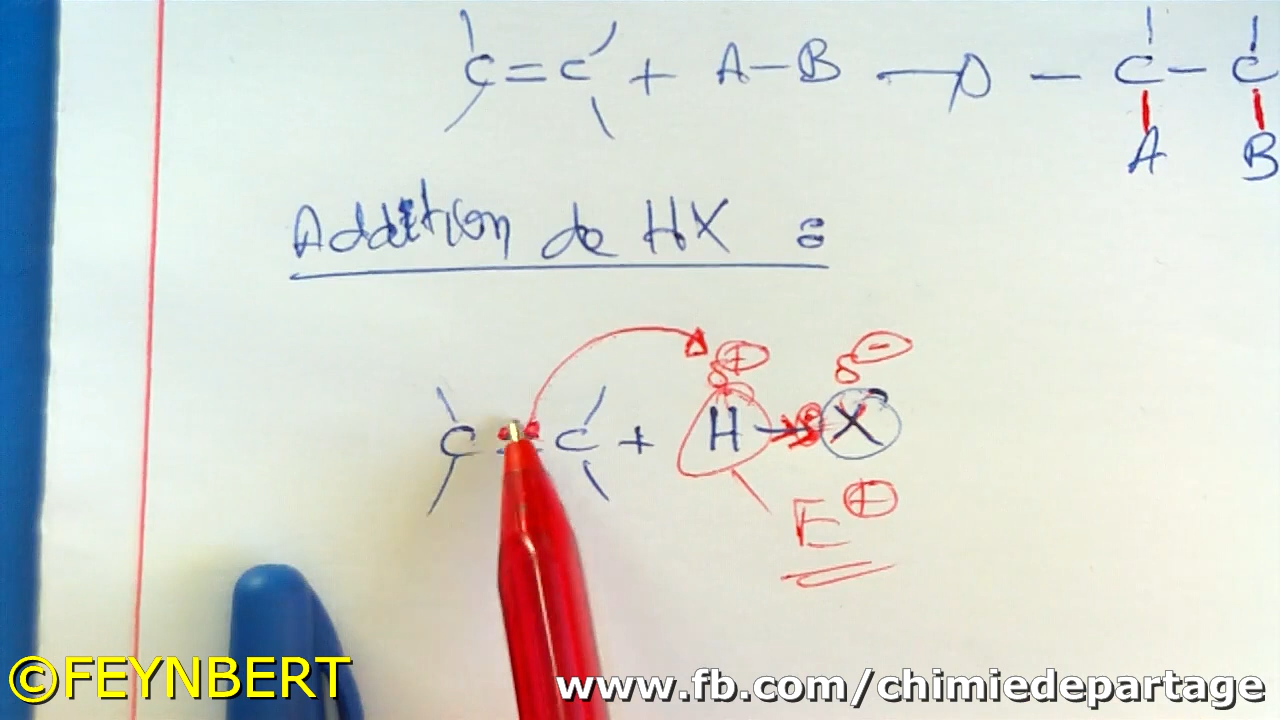 C=C + A-B → -C-C-
A B
Addition de HX :
δ⊕ δ⊖
C=C + H-X
E⊕
©FEYNBERT
www.fb.com/chimiedepartage